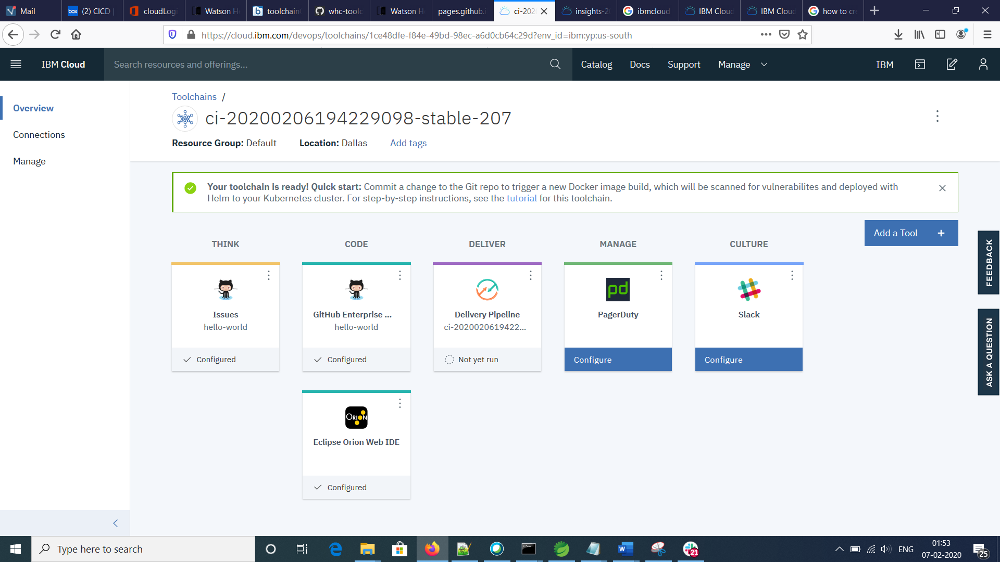 Mail
box (2) CICD |
cloudLogi
Watson H
toolchain
whc-toolc
Watson H
pages.github.i
ci-202
insights-2
ibmcloud
IBM Cloud
IBM Cloud
how to cr
https://cloud.ibm.com/devops/toolchains/1ce48dfe-f84e-49bd-98ec-a6d0cb64c29d?env_id=ibm:yp:us-south
IBM Cloud
Search resources and offerings...
Catalog
Docs
Support
Manage
IBM
Overview
Connections
Manage
Toolchains /
ci-20200206194229098-stable-207
Resource Group: Default
Location: Dallas
Add tags
Your toolchain is ready! Quick start: Commit a change to the Git repo to trigger a new Docker image build, which will be scanned for vulnerabilites and deployed with
Helm to your Kubernetes cluster. For step-by-step instructions, see the tutorial for this toolchain.
Add a Tool +
THINK
CODE
DELIVER
MANAGE
CULTURE
Issues
hello-world
Configured
GitHub Enterprise ...
hello-world
Configured
Delivery Pipeline
ci-2020020619422...
Not yet run
pd
PagerDuty
Configure
Slack
Configure
ORION
Eclipse Orion Web IDE
Configured
FEEDBACK
ASK A QUESTION
Type here to search
21
ENG
01:53
07-02-2020
25